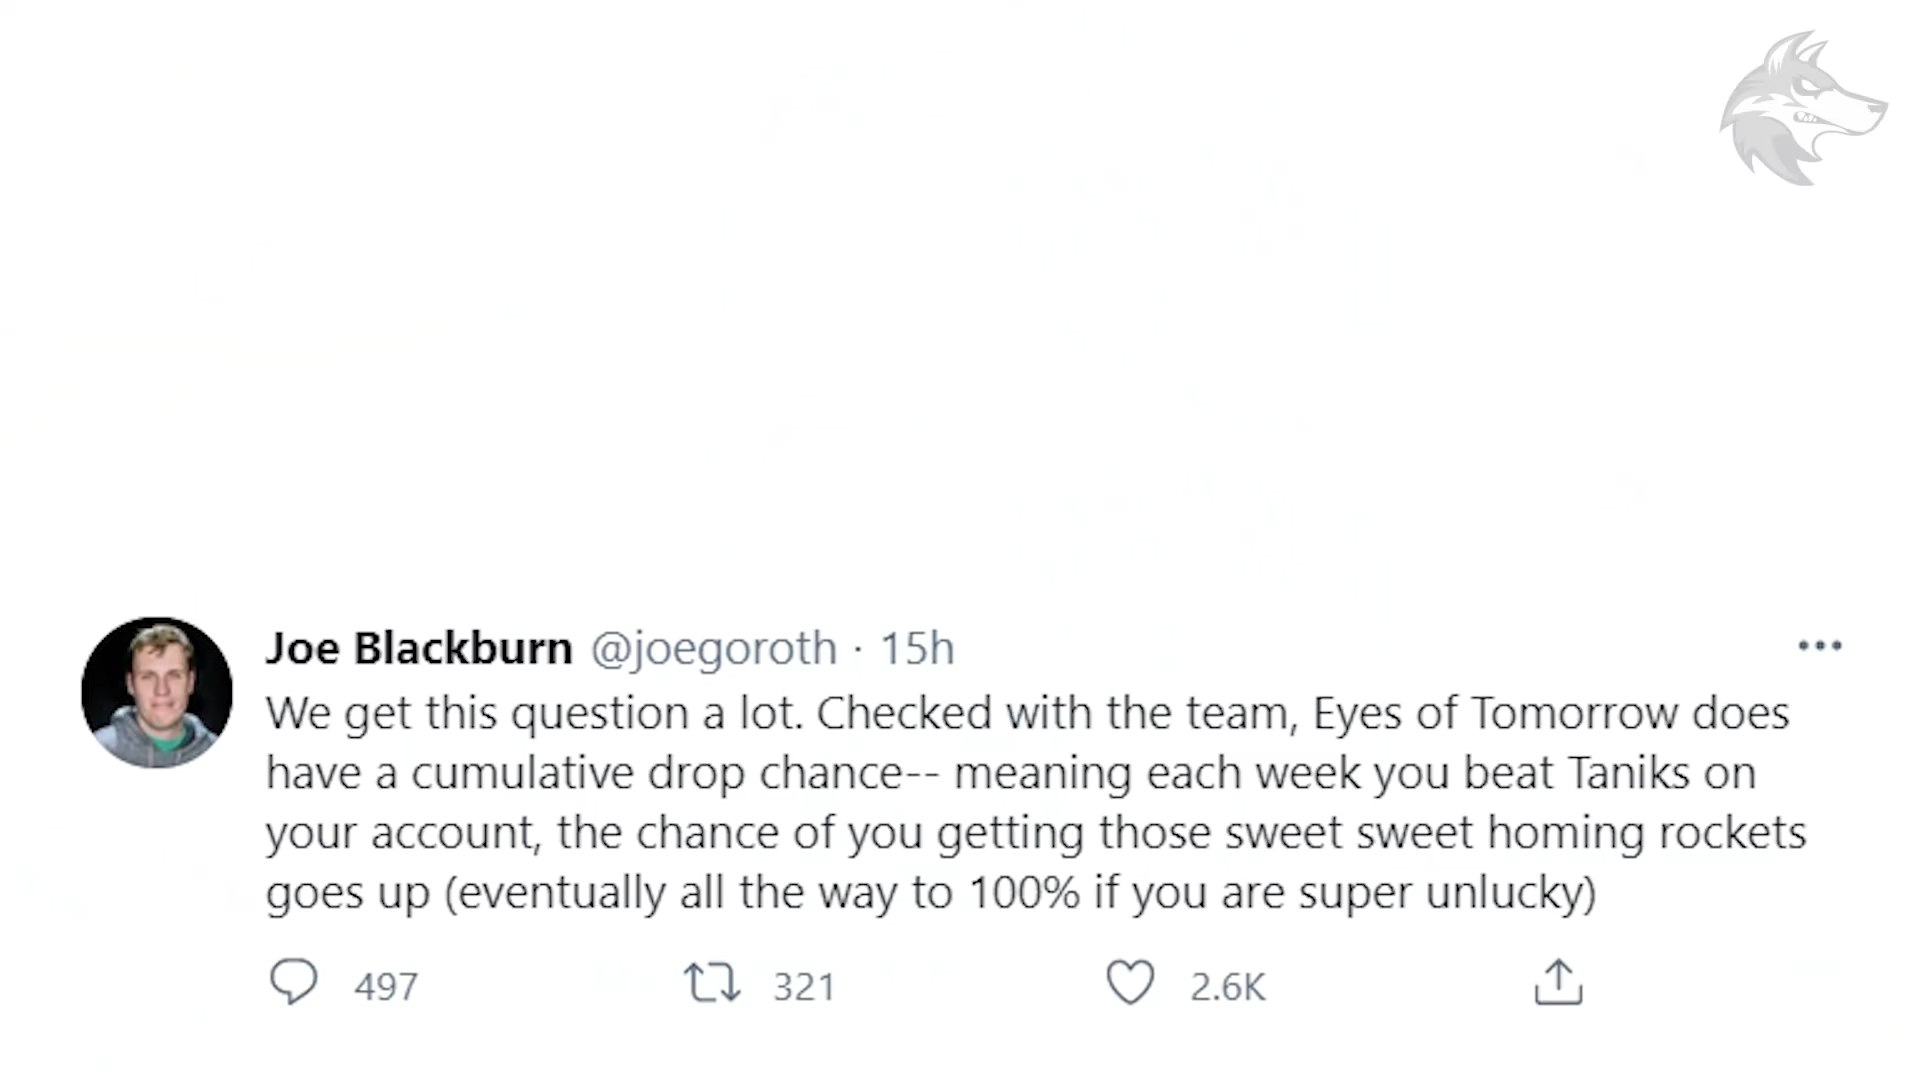 Joe Blackburn @joegoroth · 15h
We get this question a lot. Checked with the team, Eyes of Tomorrow does
have a cumulative drop chance-- meaning each week you beat Taniks on
your account, the chance of you getting those sweet sweet homing rockets
goes up (eventually all the way to 100% if you are super unlucky)
497 321 2.6K